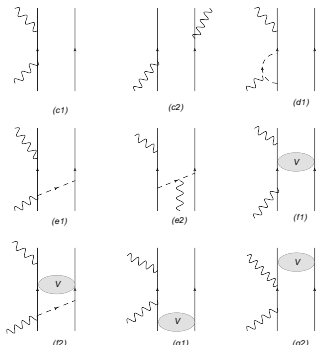 (c1) (c2) (d1)
(e1) (e2) V (f1)
V (f2) V (g1) V (g2)